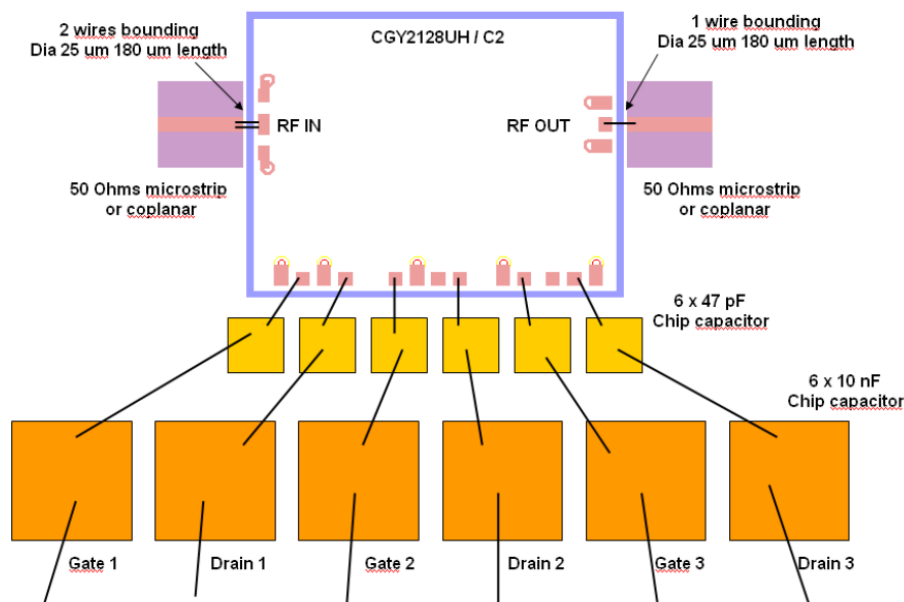 2 wires bounding
Dia 25 um 180 um length
CGY2128UH / C2
1 wire bounding
Dia 25 um 180 um length
RF IN
RF OUT
50 Ohms microstrip
or coplanar
50 Ohms microstrip
or coplanar
6 x 47 pF
Chip capacitor
6 x 10 nF
Chip capacitor
Gate 1
Drain 1
Gate 2
Drain 2
Gate 3
Drain 3